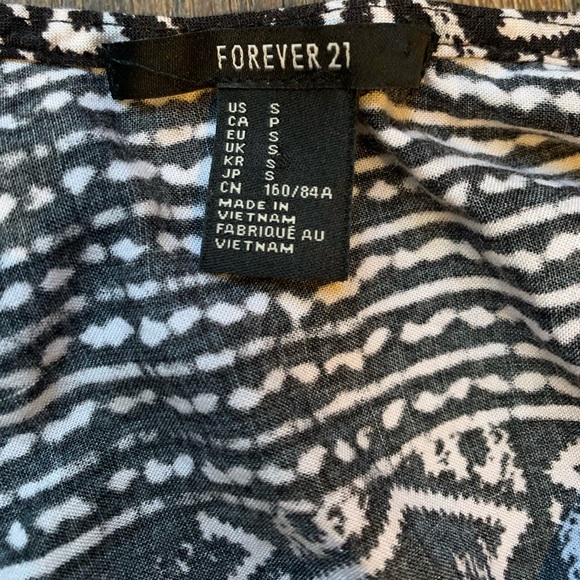 FOREVER 21
US S
CA P
EU S
UK S
KR S
JP S
CN 160/84A
MADE IN
VIETNAM
FABRIQUÉ AU
VIETNAM